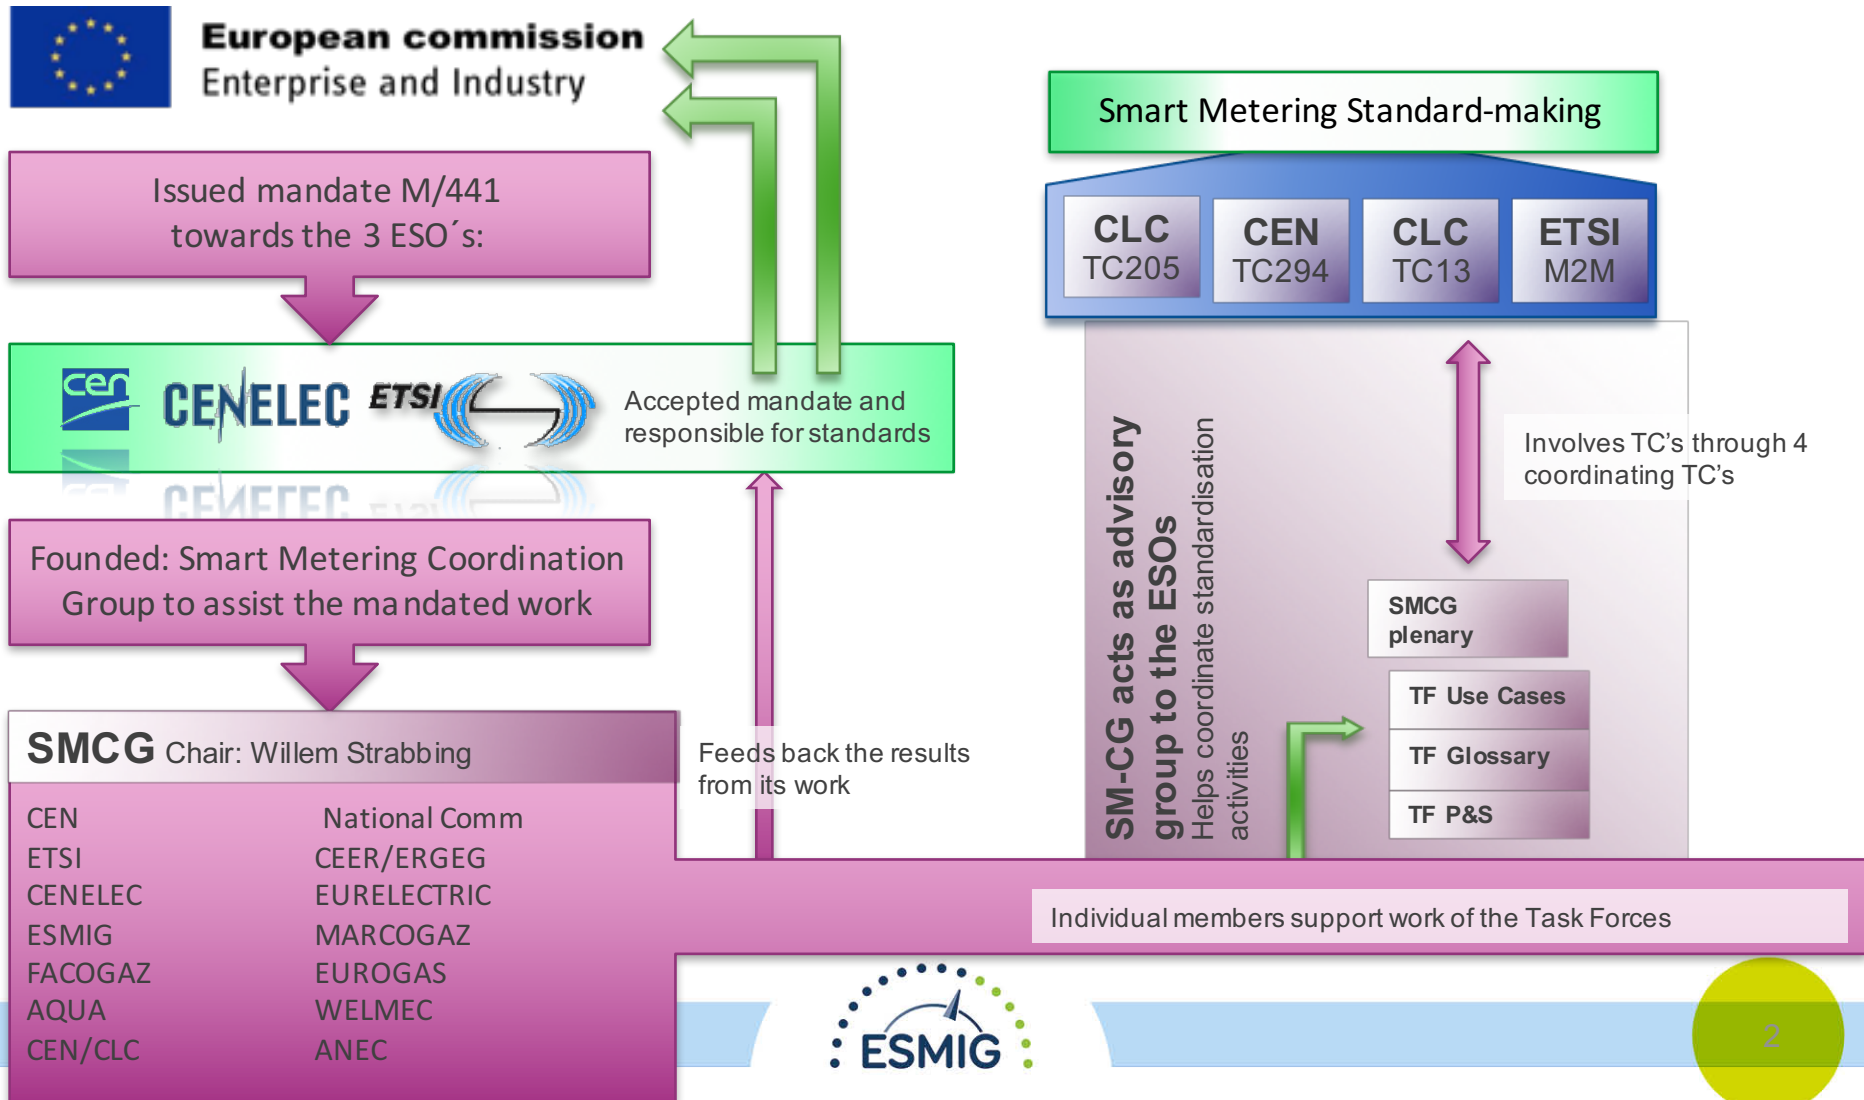 European commission
Enterprise and Industry
Issued mandate M/441
towards the 3 ESO´s:
cen
CENELEC
ETSI
Accepted mandate and
responsible for standards
Founded: Smart Metering Coordination
Group to assist the mandated work
SMCG Chair: Willem Strabbing
CEN National Comm
ETSI CEER/ERGEG
CENELEC EURELECTRIC
ESMIG MARCOGAZ
FACOGAZ EUROGAS
AQUA WELMEC
CEN/CLC ANEC
Feeds back the results
from its work
Smart Metering Standard-making
CLC
TC205
CEN
TC294
CLC
TC13
ETSI
M2M
SM-CG acts as advisory
group to the ESOs
Helps coordinate standardisation
activities
Involves TC’s through 4
coordinating TC’s
SMCG
plenary
TF Use Cases
TF Glossary
TF P&S
Individual members support work of the Task Forces
ESMIG
2